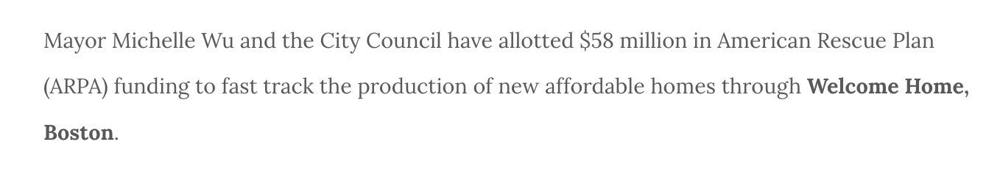 Mayor Michelle Wu and the City Council have allotted $58 million in American Rescue Plan
(ARPA) funding to fast track the production of new affordable homes through Welcome Home,
Boston.